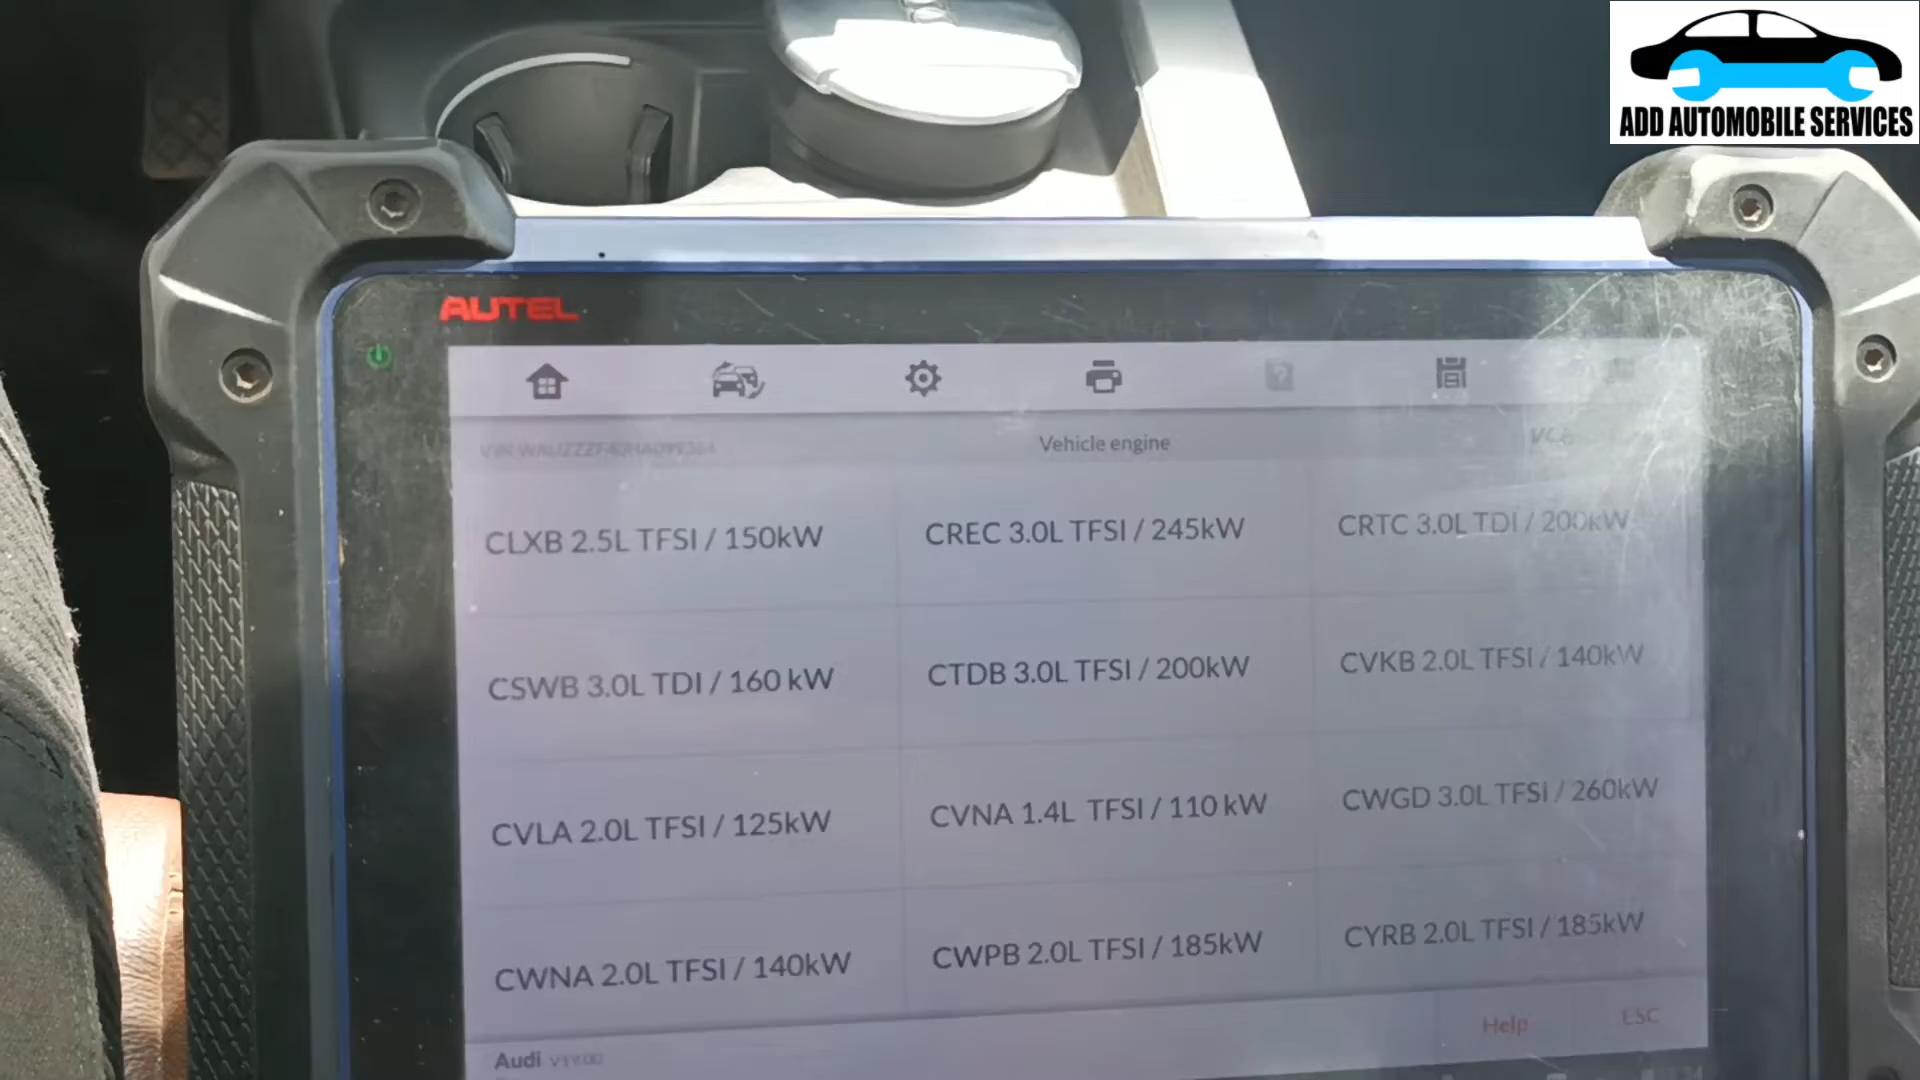 ADD AUTOMOBILE SERVICES
AUTEL
Vehicle engine
CLXB 2.5L TFSI / 150kW
CREC 3.0L TFSI / 245kW
CRTC 3.0L TDI / 200kW
CSWB 3.0L TDI / 160 kW
CTDB 3.0L TFSI / 200kW
CVKB 2.0L TFSI / 140kW
CVLA 2.0L TFSI / 125kW
CVNA 1.4L TFSI / 110 kW
CWGD 3.0L TFSI / 260kW
CWNA 2.0L TFSI / 140kW
CWPB 2.0L TFSI / 185kW
CYRB 2.0L TFSI / 185kW
Help
ESC
Audi